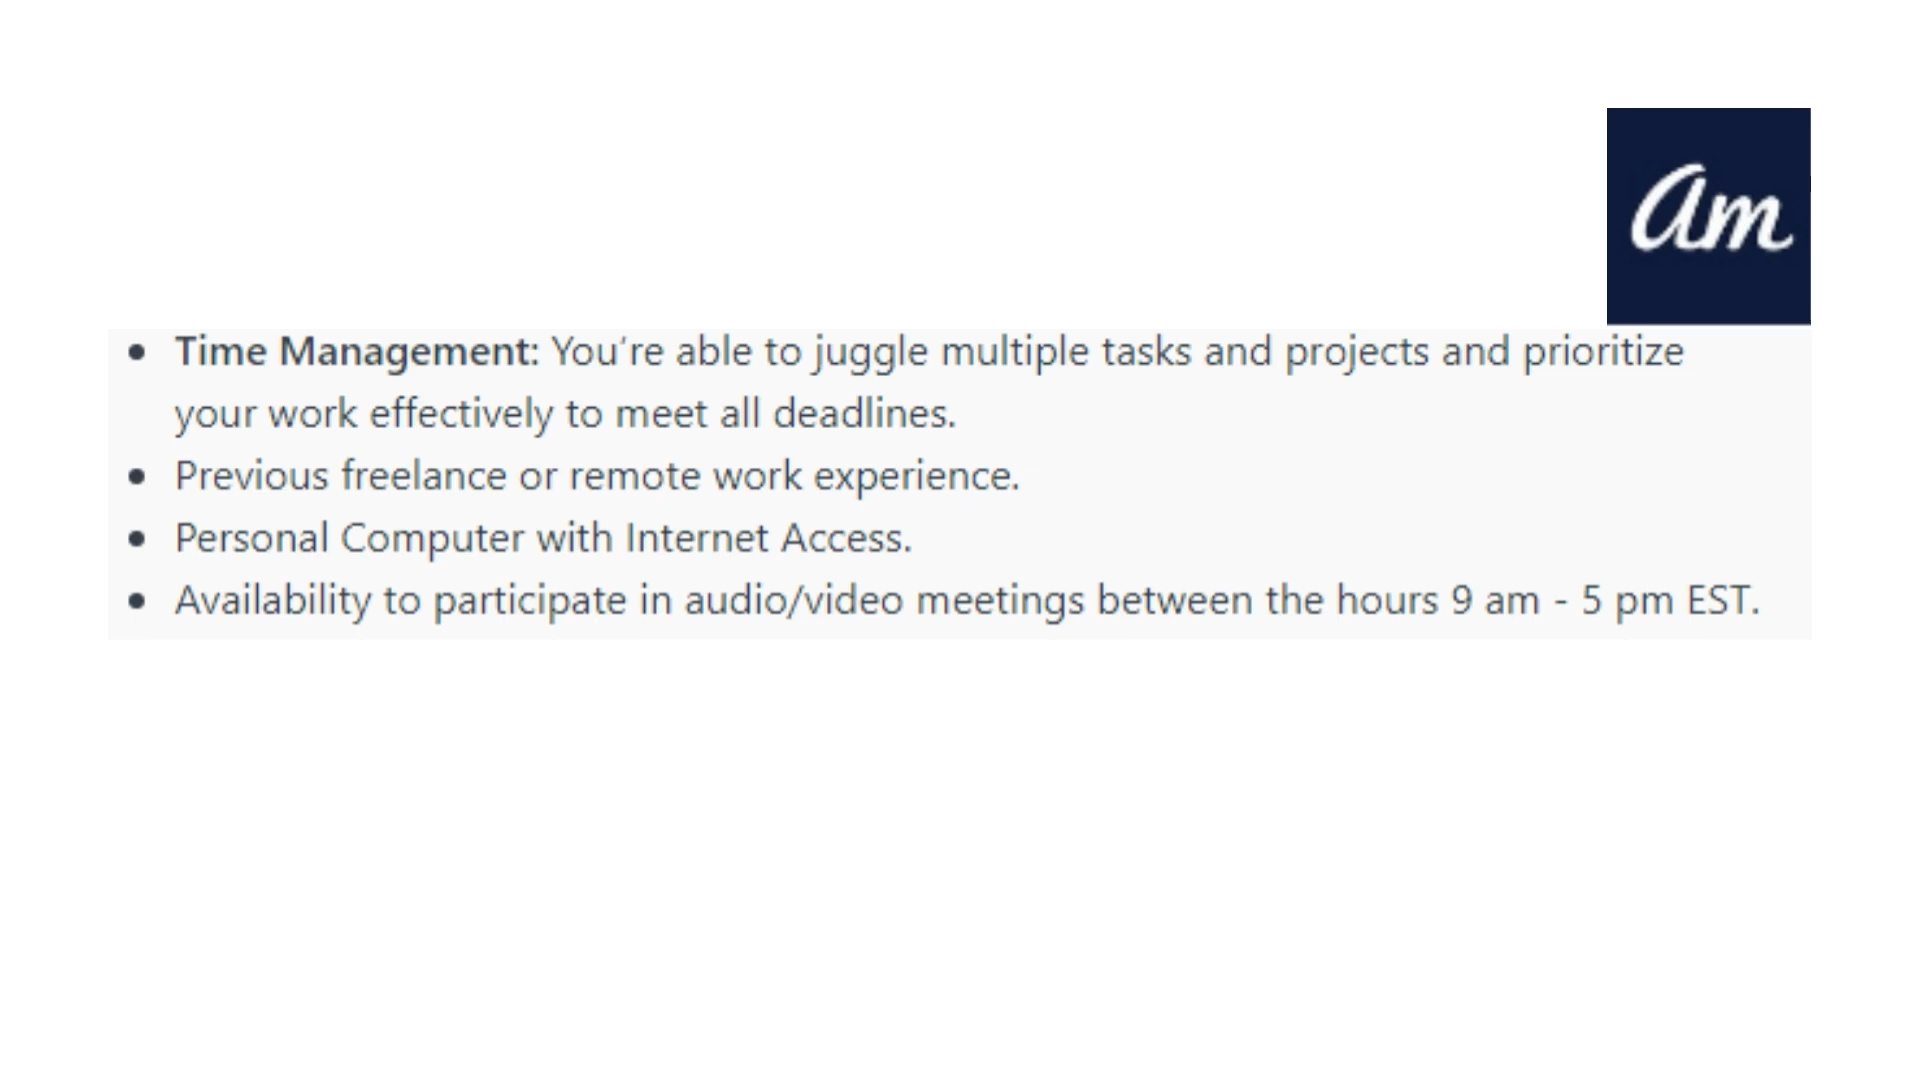 am
• Time Management: You're able to juggle multiple tasks and projects and prioritize
your work effectively to meet all deadlines.
• Previous freelance or remote work experience.
• Personal Computer with Internet Access.
• Availability to participate in audio/video meetings between the hours 9 am - 5 pm EST.